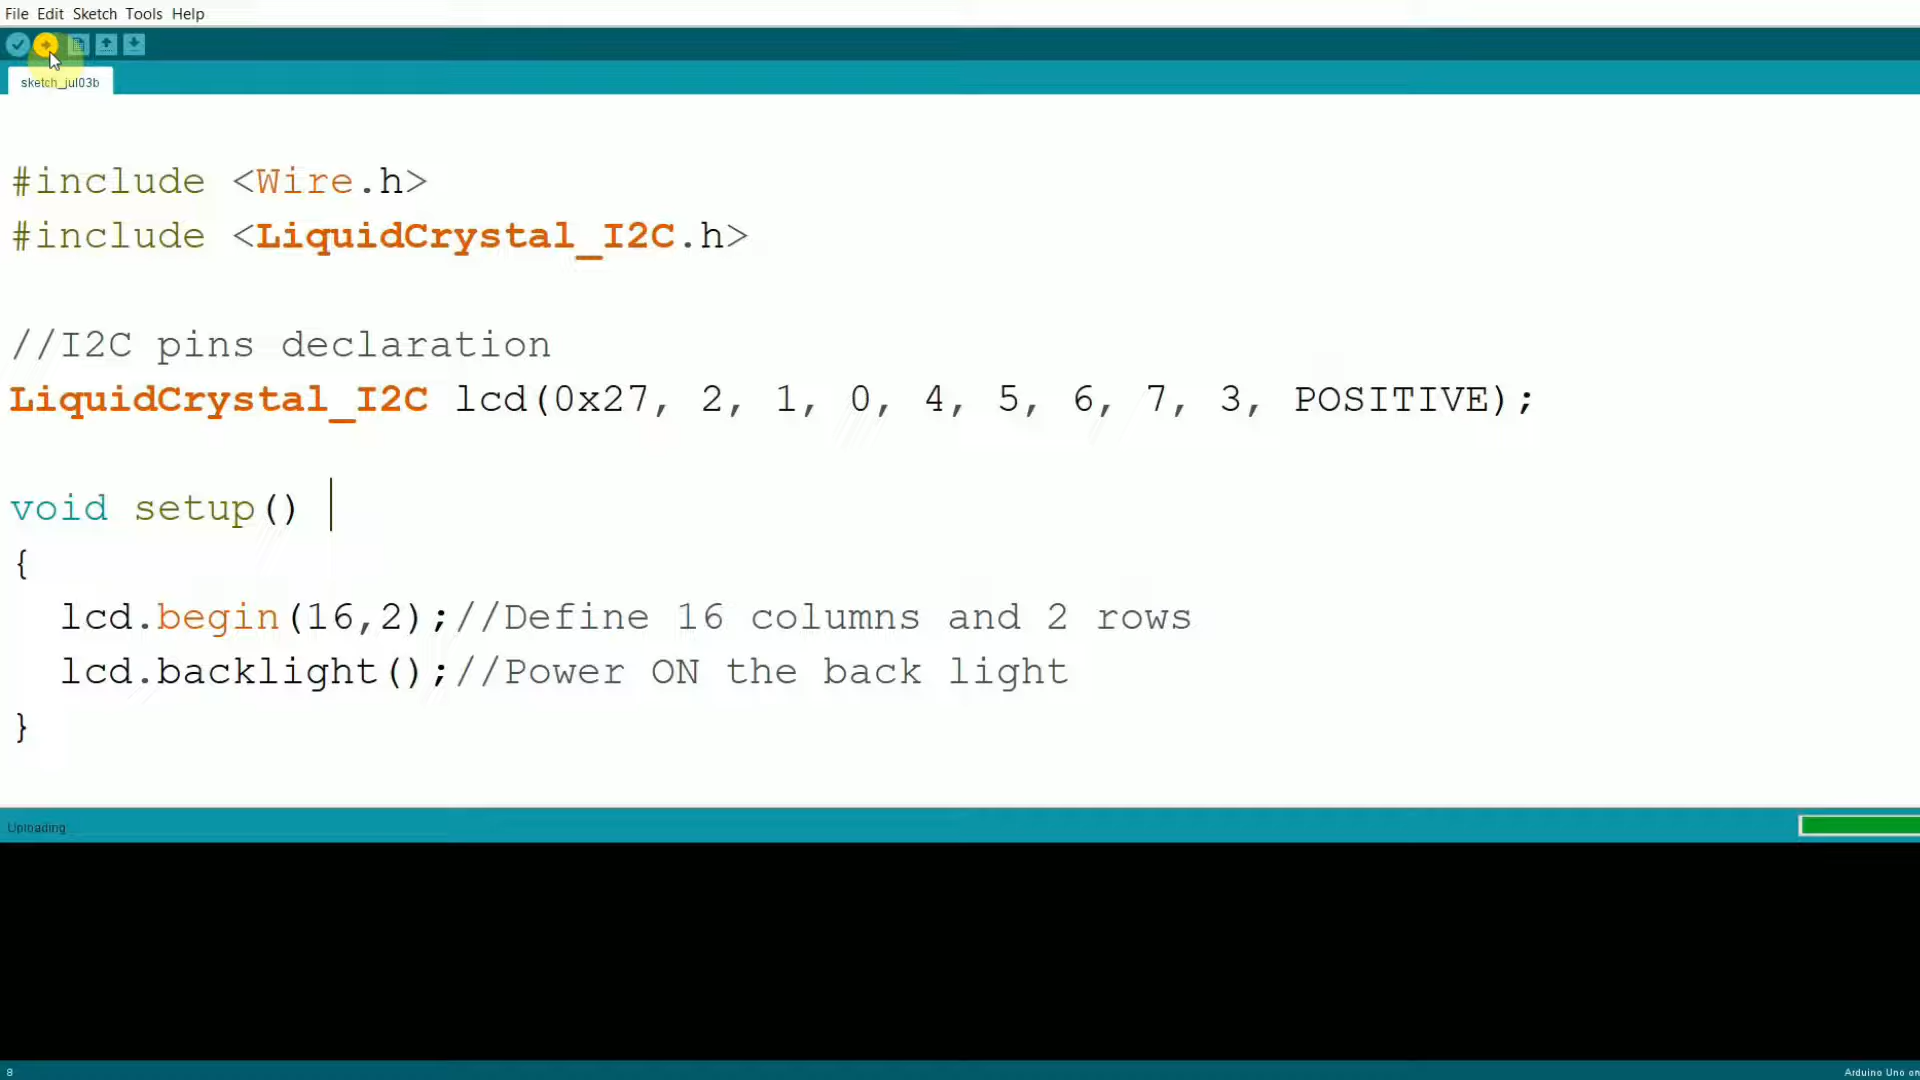 File Edit Sketch Tools Help
sketch_jul03b
#include <Wire.h>
#include <LiquidCrystal_I2C.h>
//I2C pins declaration
LiquidCrystal_I2C lcd(0x27, 2, 1, 0, 4, 5, 6, 7, 3, POSITIVE);
void setup()
{
lcd.begin(16,2);//Define 16 columns and 2 rows
lcd.backlight();//Power ON the back light
}
Uploading
8
Arduino Uno on